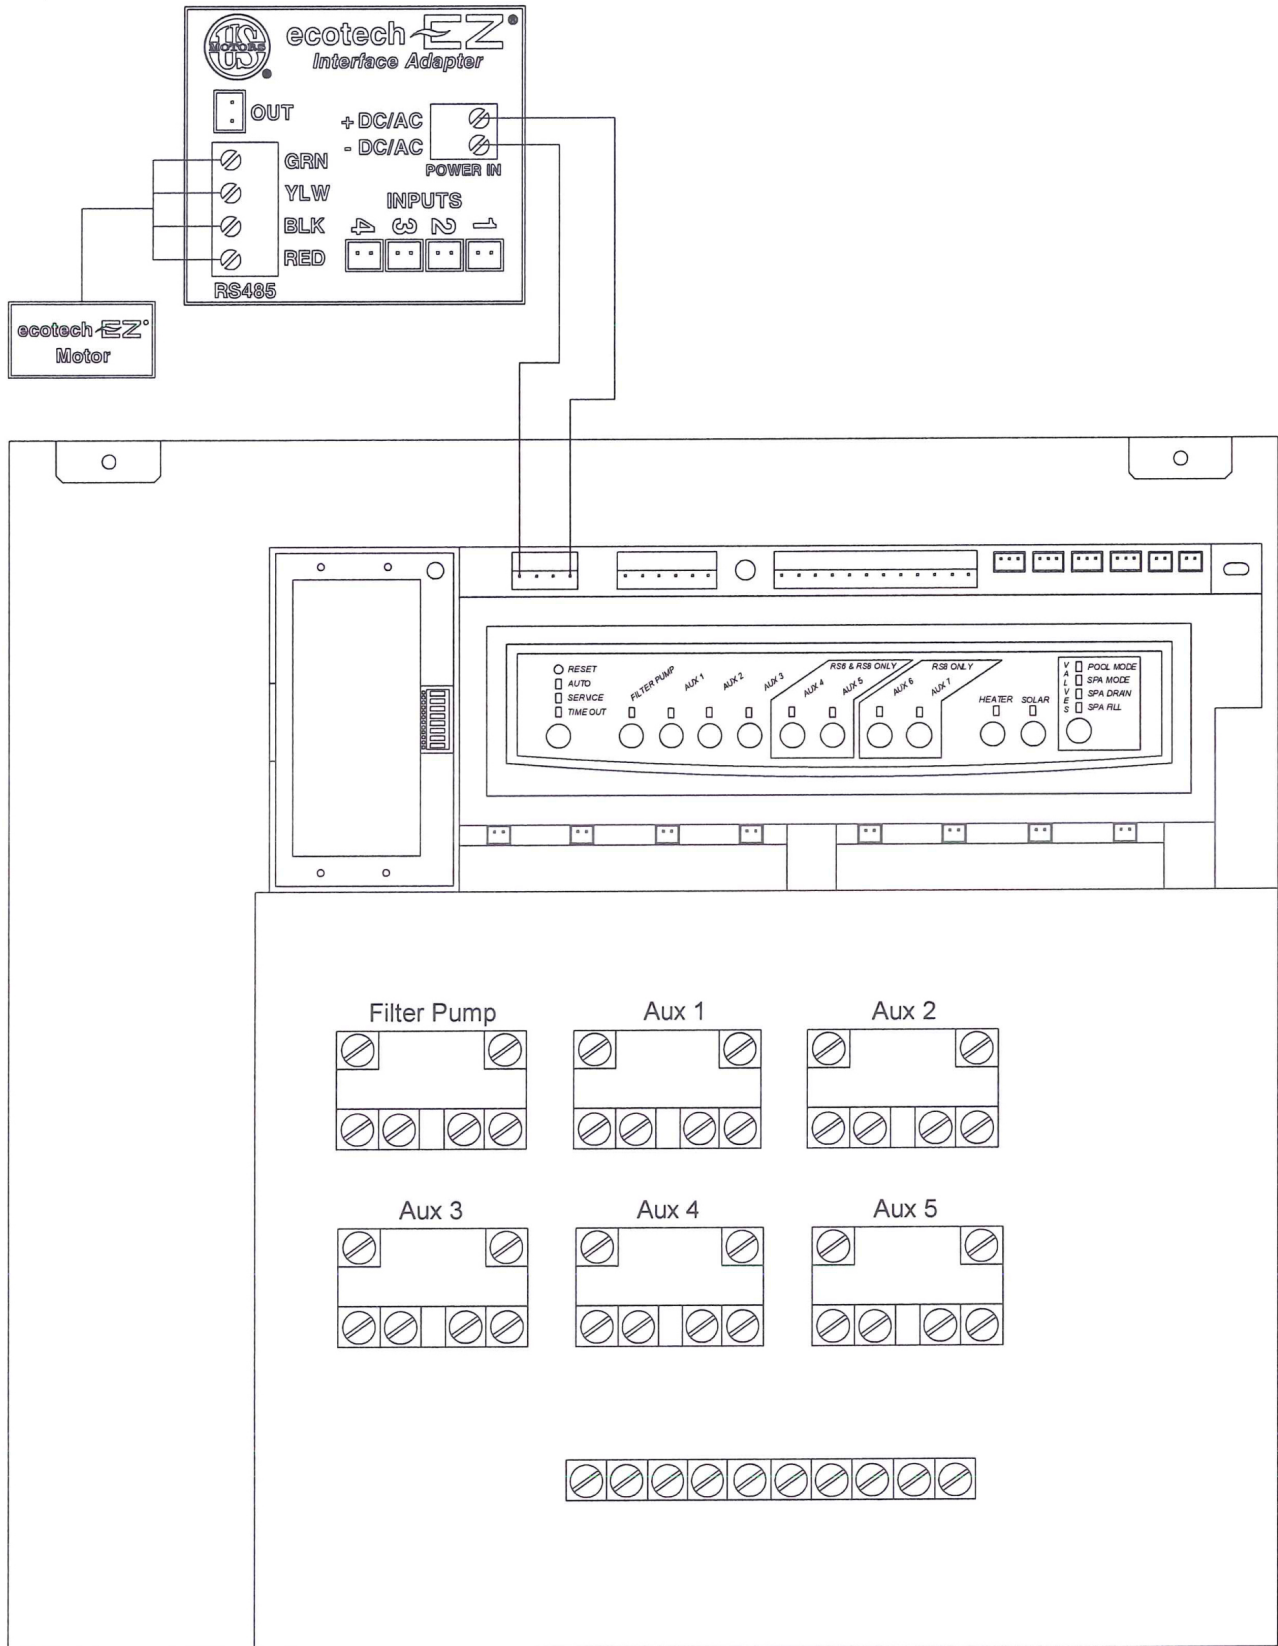 US
MOTORS
®
ecotech EZ®
Interface Adapter
OUT
+ DC/AC
- DC/AC
POWER IN
GRN
YLW
BLK
RED
RS485
INPUTS
4 3 2 1
ecotech EZ®
Motor
RESET
AUTO
SERVICE
TIME OUT
FILTER PUMP
AUX 1
AUX 2
AUX 3
RS6 & RS8 ONLY
AUX 4
AUX 5
RS8 ONLY
AUX 6
AUX 7
HEATER
SOLAR
VALVES
POOL MODE
SPA MODE
SPA DRAIN
SPA FILL
Filter Pump
Aux 1
Aux 2
Aux 3
Aux 4
Aux 5